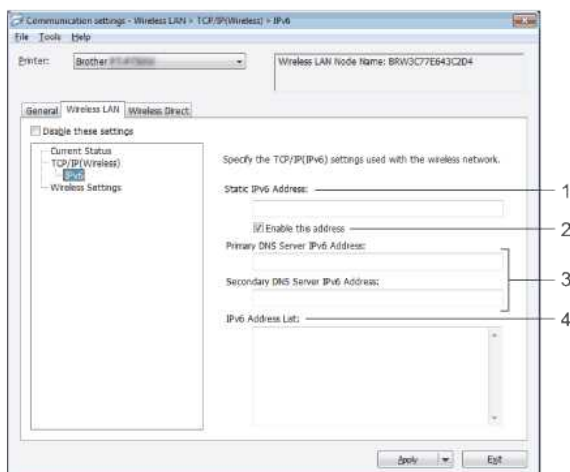 Communication settings - Wireless LAN > TCP/IP(Wireless) > IPv6
File Tools Help
Printer: Brother
Wireless LAN Node Name: BRW3C77E643C2D4
General Wireless LAN Wireless Direct
Disable these settings
Current Status
TCP/IP(Wireless)
IPv6
Wireless Settings
Specify the TCP/IP(IPv6) settings used with the wireless network.
Static IPv6 Address: 1
Enable this address 2
Primary DNS Server IPv6 Address:
3
Secondary DNS Server IPv6 Address:
IPv6 Address List: 4
Apply Exit